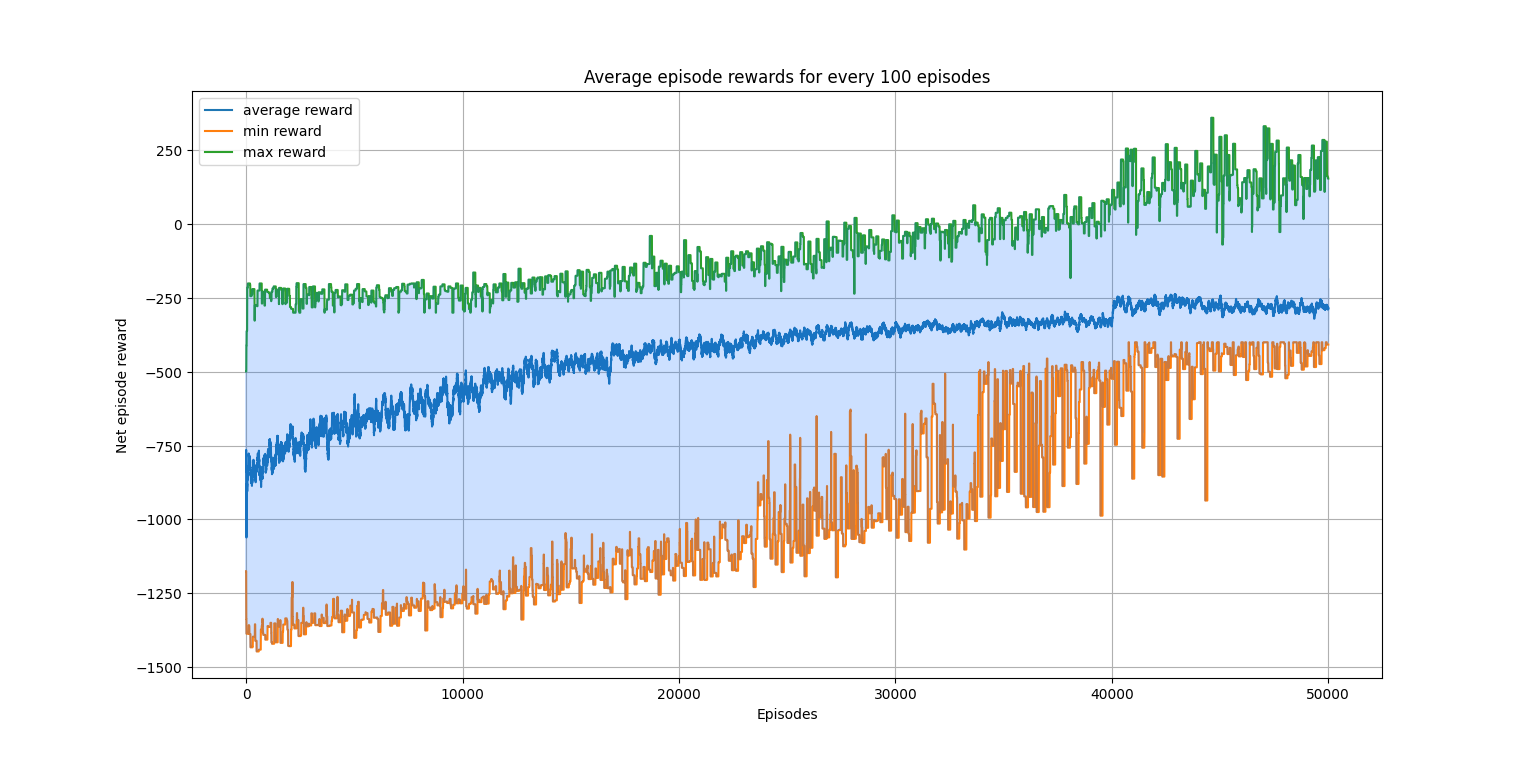 Average episode rewards for every 100 episodes
average reward
min reward
max reward
250
0
−250
−500
−750
−1000
−1250
−1500
Net episode reward
0 10000 20000 30000 40000 50000
Episodes